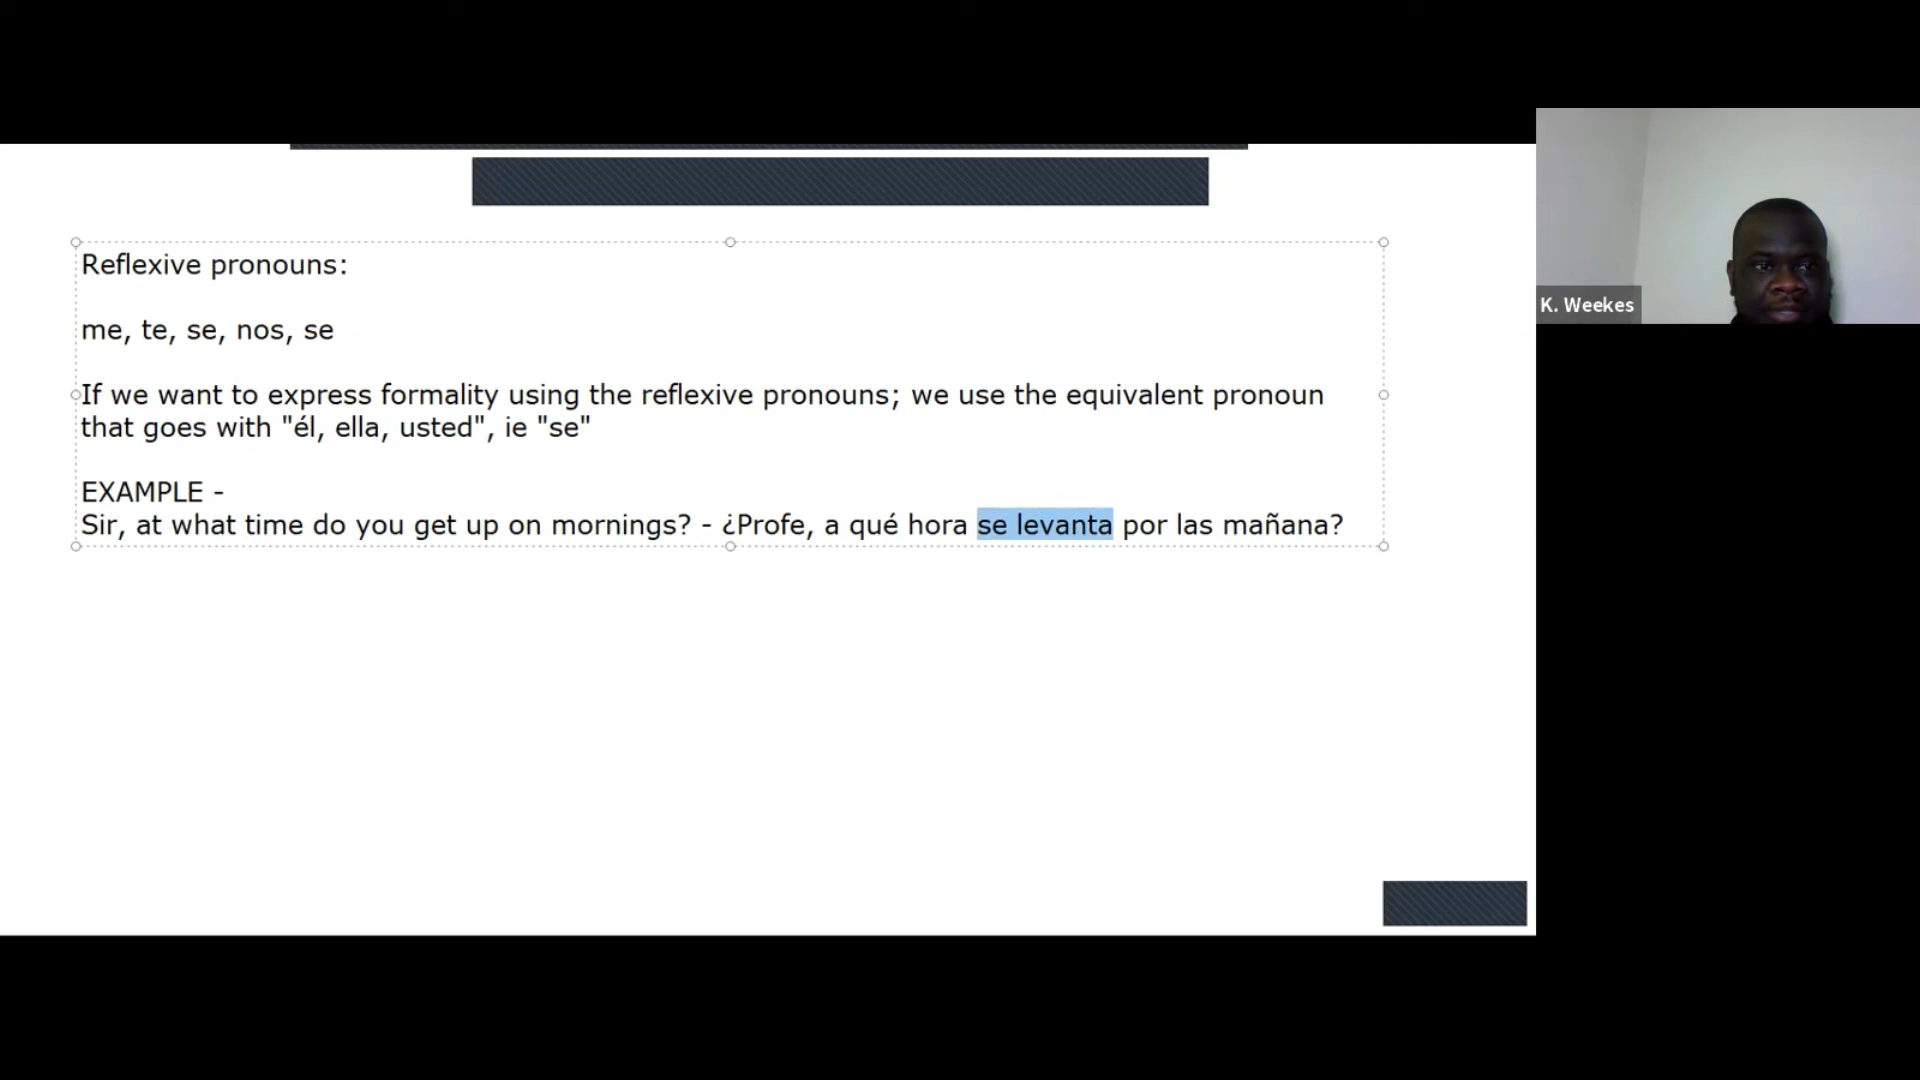 Reflexive pronouns:
me, te, se, nos, se
If we want to express formality using the reflexive pronouns; we use the equivalent pronoun
that goes with "él, ella, usted", ie "se"
EXAMPLE -
Sir, at what time do you get up on mornings? - ¿Profe, a qué hora se levanta por las mañana?
K. Weekes